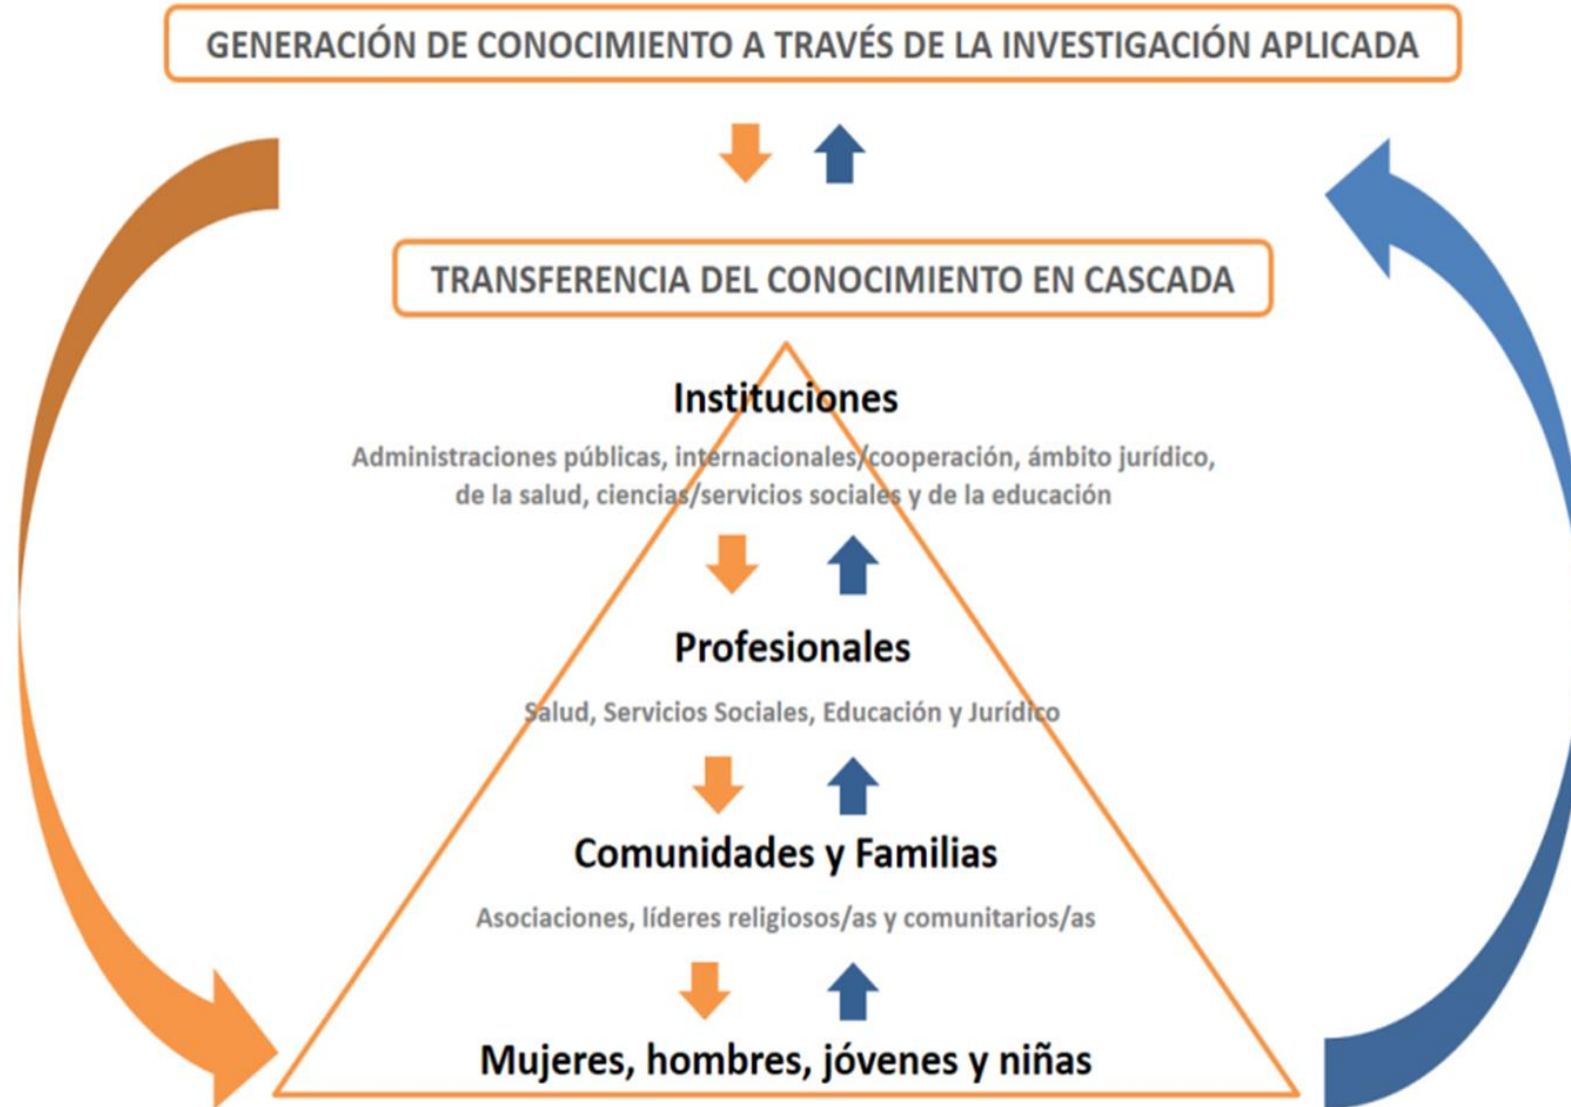 GENERACIÓN DE CONOCIMIENTO A TRAVÉS DE LA INVESTIGACIÓN APLICADA
TRANSFERENCIA DEL CONOCIMIENTO EN CASCADA
Instituciones
Administraciones públicas, internacionales/cooperación, ámbito jurídico,
de la salud, ciencias/servicios sociales y de la educación
Profesionales
Salud, Servicios Sociales, Educación y Jurídico
Comunidades y Familias
Asociaciones, líderes religiosos/as y comunitarios/as
Mujeres, hombres, jóvenes y niñas